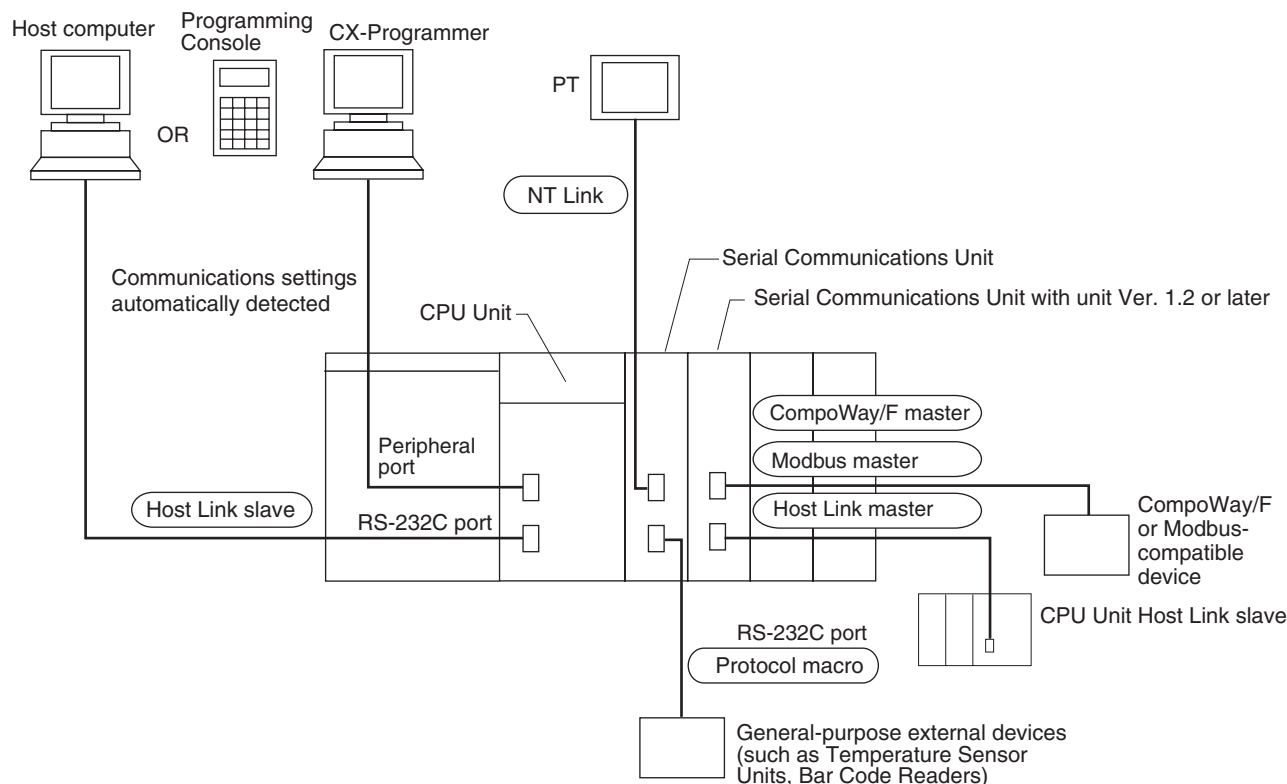 Host computer
Programming
Console
CX-Programmer
OR
PT
NT Link
Communications settings
automatically detected
Serial Communications Unit
Serial Communications Unit with unit Ver. 1.2 or later
CPU Unit
CompoWay/F master
Peripheral
port
Modbus master
Host Link slave
RS-232C port
Host Link master
CompoWay/F
or Modbus-
compatible
device
CPU Unit Host Link slave
RS-232C port
Protocol macro
General-purpose external devices
(such as Temperature Sensor
Units, Bar Code Readers)